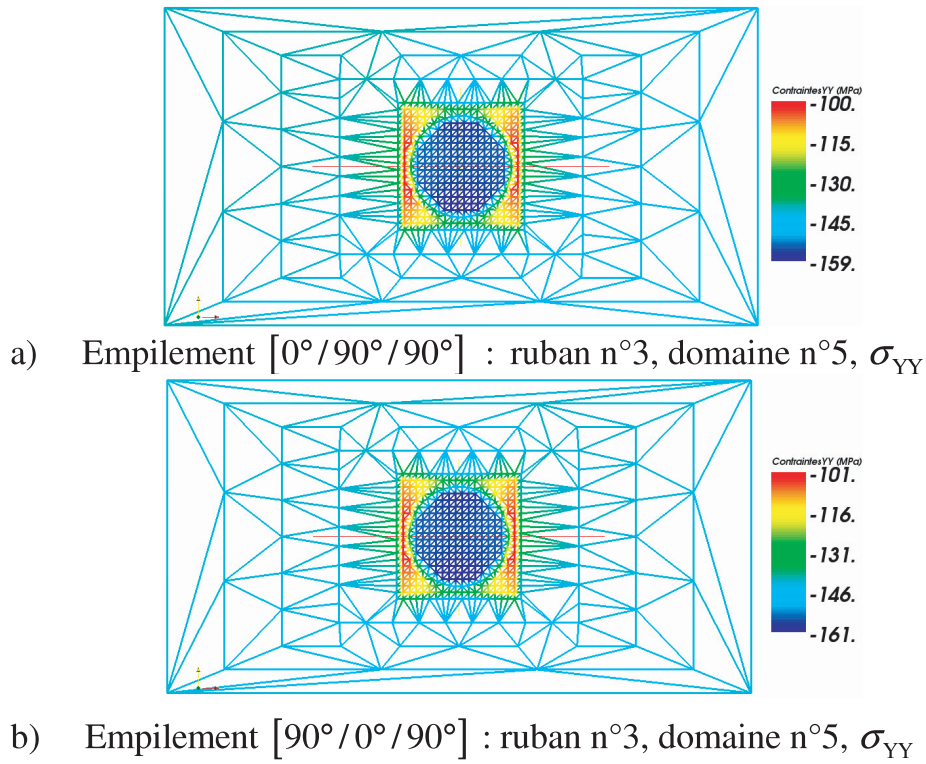 ContraintesYY (MPa)
-100.
-115.
-130.
-145.
-159.
a) Empilement [0°/90°/90°] : ruban n°3, domaine n°5, σYY
ContraintesYY (MPa)
-101.
-116.
-131.
-146.
-161.
b) Empilement [90°/0°/90°] : ruban n°3, domaine n°5, σYY